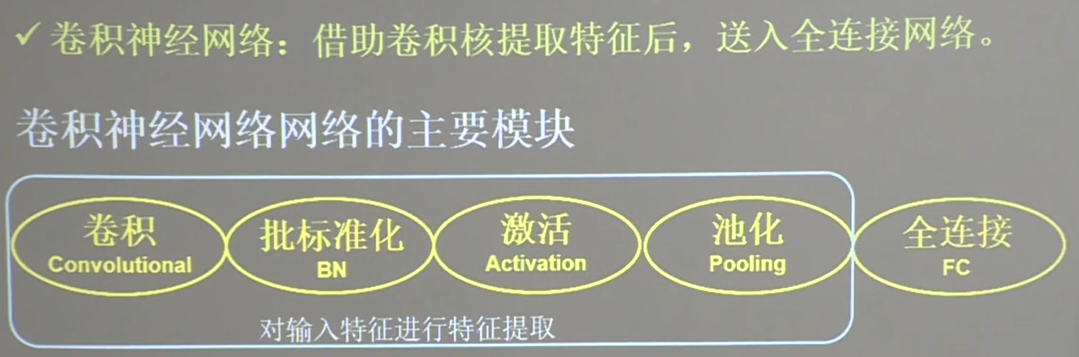 ✓ 卷积神经网络：借助卷积核提取特征后，送入全连接网络。
卷积神经网络网络的主要模块
卷积 批标准化 激活 池化 全连接
Convolutional BN Activation Pooling FC
对输入特征进行特征提取